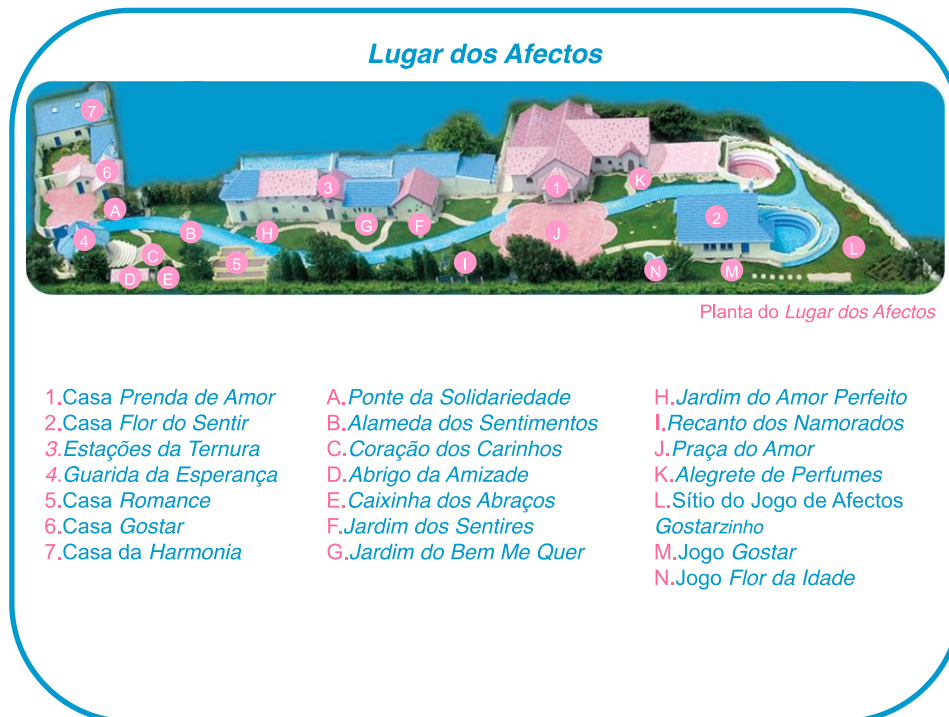 Lugar dos Afectos
7
6
A
4
B
C
D
E
3
H
G
F
5
I
1
K
J
2
N
M
L
Planta do Lugar dos Afectos
1.Casa Prenda de Amor
2.Casa Flor do Sentir
3.Estações da Ternura
4.Guarida da Esperança
5.Casa Romance
6.Casa Gostar
7.Casa da Harmonia
A.Ponte da Solidariedade
B.Alameda dos Sentimentos
C.Coração dos Carinhos
D.Abrigo da Amizade
E.Caixinha dos Abraços
F.Jardim dos Sentires
G.Jardim do Bem Me Quer
H.Jardim do Amor Perfeito
I.Recanto dos Namorados
J.Praça do Amor
K.Alegrete de Perfumes
L.Sítio do Jogo de Afectos
Gostarzinho
M.Jogo Gostar
N.Jogo Flor da Idade